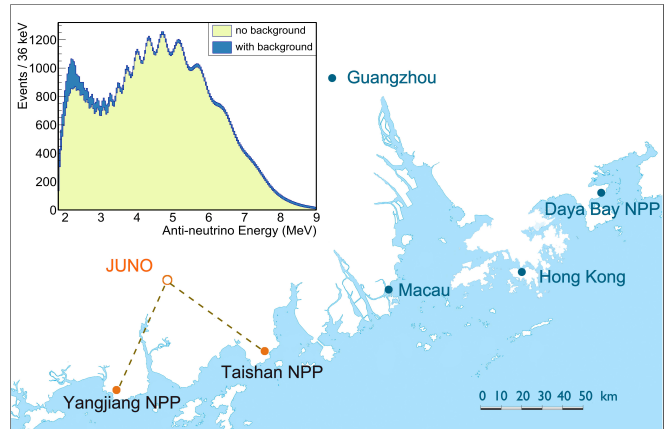 Events / 36 keV
1200
1000
800
600
400
200
0
no background
with background
2 3 4 5 6 7 8 9
Anti-neutrino Energy (MeV)
Guangzhou
Daya Bay NPP
JUNO
Hong Kong
Macau
Taishan NPP
Yangjiang NPP
0 10 20 30 40 50 km